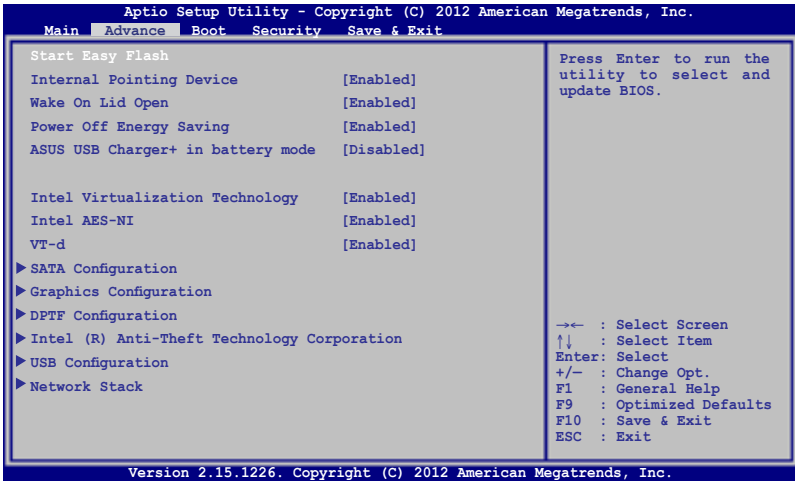 Aptio Setup Utility - Copyright (C) 2012 American Megatrends, Inc.
Main Advance Boot Security Save & Exit
Start Easy Flash
Internal Pointing Device [Enabled]
Wake On Lid Open [Enabled]
Power Off Energy Saving [Enabled]
ASUS USB Charger+ in battery mode [Disabled]
Intel Virtualization Technology [Enabled]
Intel AES-NI [Enabled]
VT-d [Enabled]
SATA Configuration
Graphics Configuration
DPTF Configuration
Intel (R) Anti-Theft Technology Corporation
USB Configuration
Network Stack
Press Enter to run the
utility to select and
update BIOS.
→← : Select Screen
↑↓ : Select Item
Enter: Select
+/— : Change Opt.
F1 : General Help
F9 : Optimized Defaults
F10 : Save & Exit
ESC : Exit
Version 2.15.1226. Copyright (C) 2012 American Megatrends, Inc.